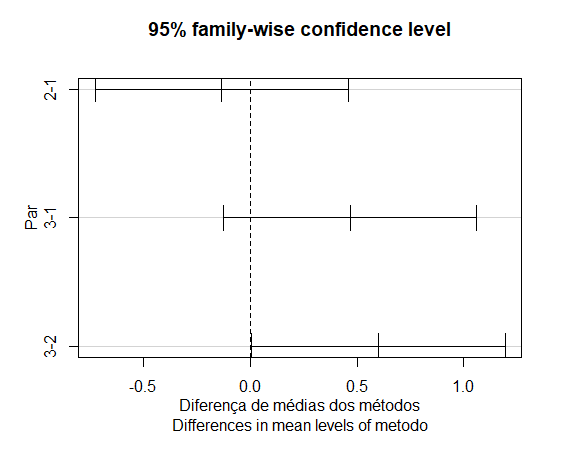 95% family-wise confidence level
2-1
3-1
3-2
Par
-0.5 0.0 0.5 1.0
Diferença de médias dos métodos
Differences in mean levels of metodo